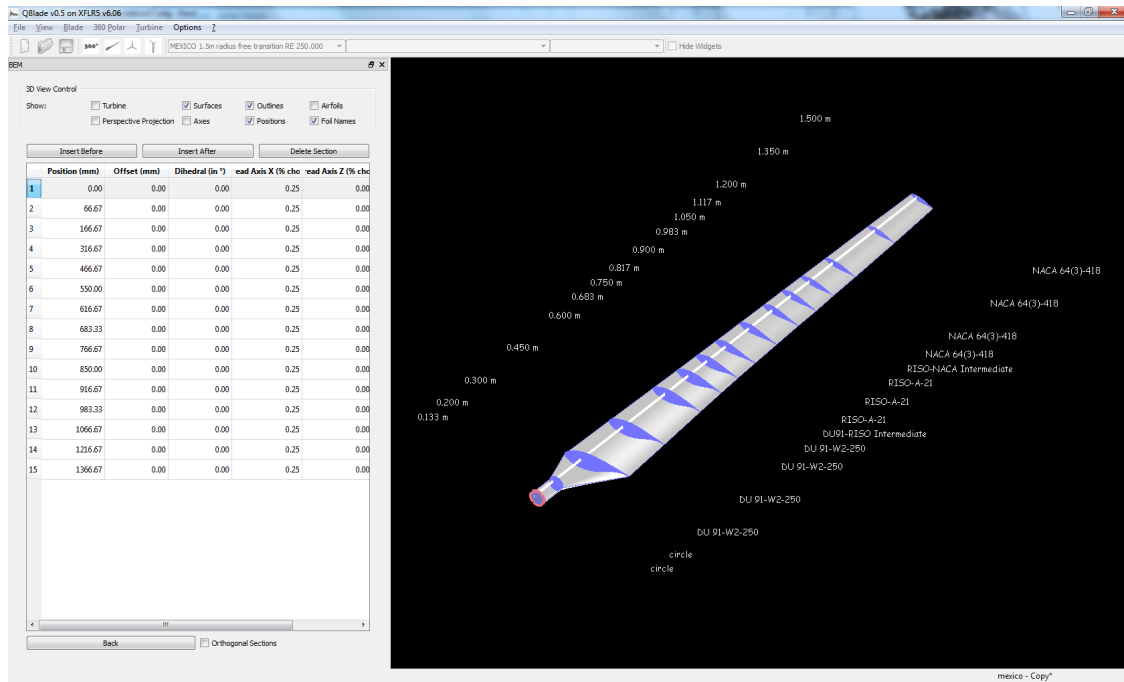 QBlade v0.5 on XFLR5 v6.06
File View Blade 360 Polar Turbine Options ?
360° MEXICO 1.5m radius free transition RE 250.000 Hide Widgets
BEM
3D View Control
Show: Turbine Surfaces Outlines Airfoils
Perspective Projection Axes Positions Foil Names
Insert Before Insert After Delete Section
Position (mm) Offset (mm) Dihedral (in °) ead Axis X (% cho ead Axis Z (% chc
1 0.00 0.00 0.00 0.25 0.00
2 66.67 0.00 0.00 0.25 0.00
3 166.67 0.00 0.00 0.25 0.00
4 316.67 0.00 0.00 0.25 0.00
5 466.67 0.00 0.00 0.25 0.00
6 550.00 0.00 0.00 0.25 0.00
7 616.67 0.00 0.00 0.25 0.00
8 683.33 0.00 0.00 0.25 0.00
9 766.67 0.00 0.00 0.25 0.00
10 850.00 0.00 0.00 0.25 0.00
11 916.67 0.00 0.00 0.25 0.00
12 983.33 0.00 0.00 0.25 0.00
13 1066.67 0.00 0.00 0.25 0.00
14 1216.67 0.00 0.00 0.25 0.00
15 1366.67 0.00 0.00 0.25 0.00
Back Orthogonal Sections
1.500 m
1.350 m
1.200 m
1.117 m
1.050 m
0.983 m
0.900 m
0.817 m
0.750 m
0.683 m
0.600 m
0.450 m
0.300 m
0.200 m
0.133 m
NACA 64(3)-418
NACA 64(3)-418
NACA 64(3)-418
NACA 64(3)-418
RISO-NACA Intermediate
RISO-A-21
RISO-A-21
RISO-A-21
DU91-RISO Intermediate
DU 91-W2-250
DU 91-W2-250
DU 91-W2-250
DU 91-W2-250
circle
circle
mexico - Copy*